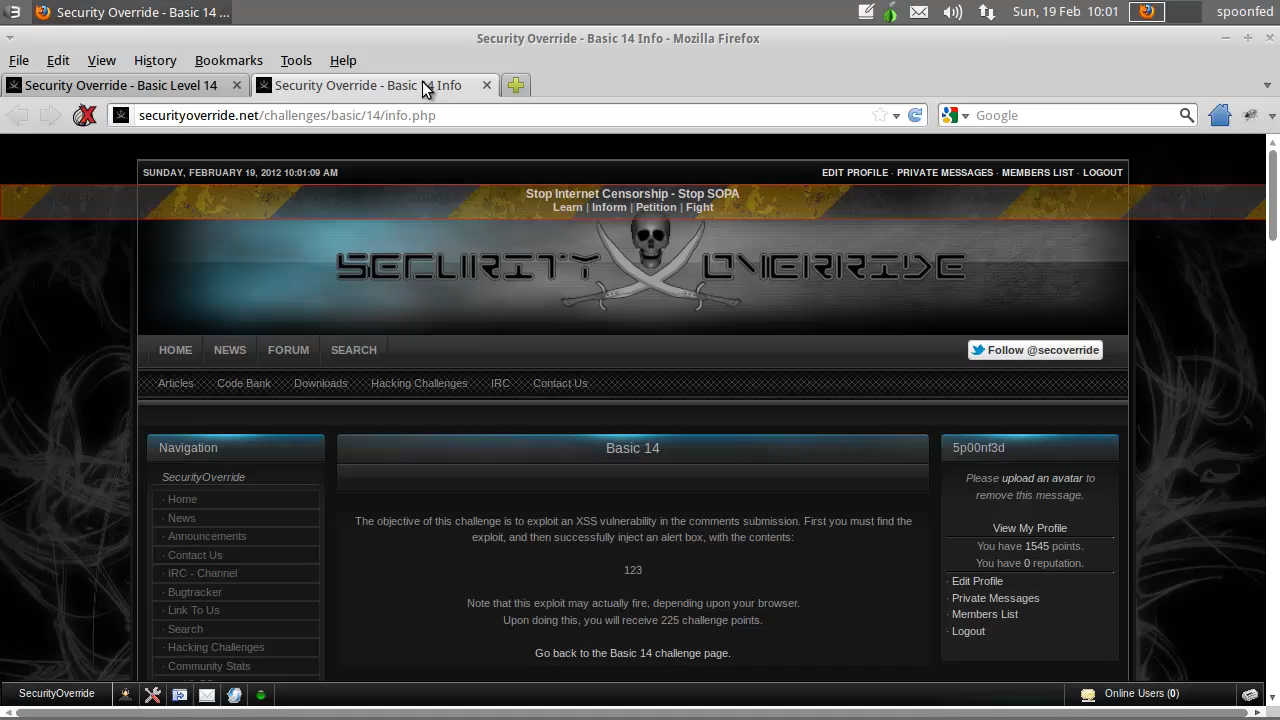 Security Override - Basic 14 ...
Sun, 19 Feb 10:01
spoonfed
Security Override - Basic 14 Info - Mozilla Firefox
File Edit View History Bookmarks Tools Help
Security Override - Basic Level 14
Security Override - Basic 14 Info
securityoverride.net/challenges/basic/14/info.php
Google
SUNDAY, FEBRUARY 19, 2012 10:01:09 AM
EDIT PROFILE · PRIVATE MESSAGES · MEMBERS LIST · LOGOUT
Stop Internet Censorship - Stop SOPA
Learn | Inform | Petition | Fight
SECURITY OVERRIDE
HOME NEWS FORUM SEARCH
Follow @secoverride
Articles Code Bank Downloads Hacking Challenges IRC Contact Us
Navigation
SecurityOverride
· Home
· News
· Announcements
· Contact Us
· IRC - Channel
· Bugtracker
· Link To Us
· Search
· Hacking Challenges
· Community Stats
Basic 14
The objective of this challenge is to exploit an XSS vulnerability in the comments submission. First you must find the
exploit, and then successfully inject an alert box, with the contents:
123
Note that this exploit may actually fire, depending upon your browser.
Upon doing this, you will receive 225 challenge points.
Go back to the Basic 14 challenge page.
5p00nf3d
Please upload an avatar to
remove this message.
View My Profile
You have 1545 points.
You have 0 reputation.
· Edit Profile
· Private Messages
· Members List
· Logout
SecurityOverride
Online Users (0)